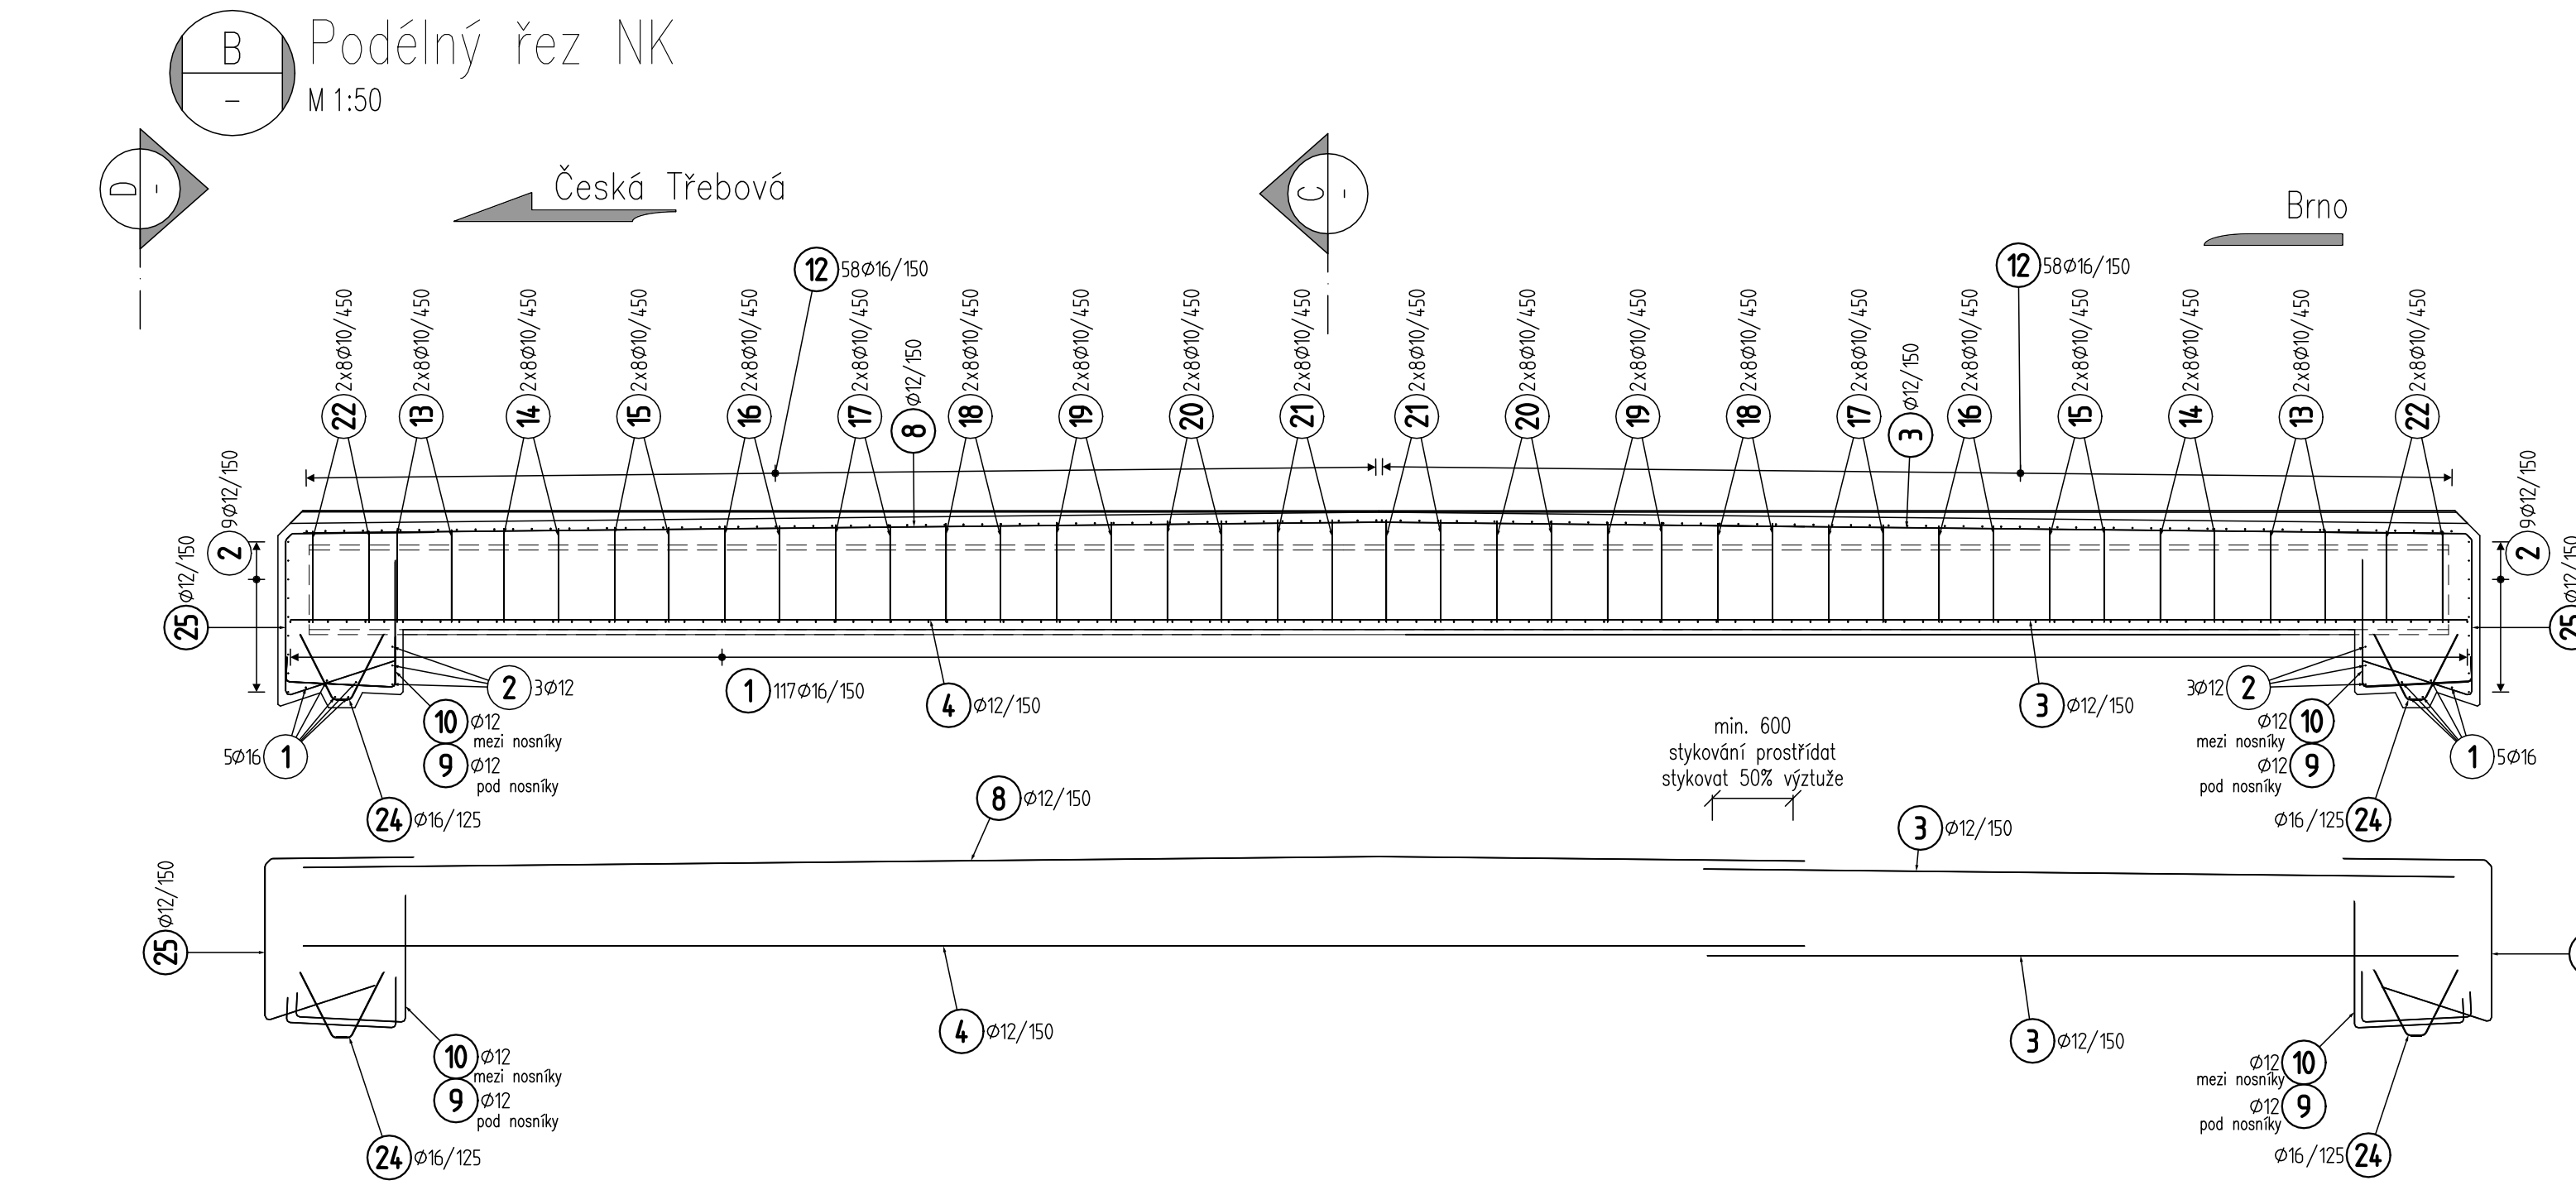 B
Podélný řez NK
-
M 1:50
D
-
Česká Třebová
C
-
Brno
12 58Ø16/150
12 58Ø16/150
22 2x8Ø10/450
13 2x8Ø10/450
14 2x8Ø10/450
15 2x8Ø10/450
16 2x8Ø10/450
17 2x8Ø10/450
8 Ø12/150
18 2x8Ø10/450
19 2x8Ø10/450
20 2x8Ø10/450
21 2x8Ø10/450
21 2x8Ø10/450
20 2x8Ø10/450
19 2x8Ø10/450
18 2x8Ø10/450
17 2x8Ø10/450
3 Ø12/150
16 2x8Ø10/450
15 2x8Ø10/450
14 2x8Ø10/450
13 2x8Ø10/450
22 2x8Ø10/450
2 9Ø12/150
25 Ø12/150
2 9Ø12/150
25 Ø12/150
2 3Ø12
1 117Ø16/150
4 Ø12/150
3 Ø12/150
3Ø12 2
10 Ø12
mezi nosníky
9 Ø12
pod nosníky
5Ø16 1
24 Ø16/125
min. 600
stykování prostřídat
stykovat 50% výztuže
Ø12 10
mezi nosníky
Ø12 9
pod nosníky
1 5Ø16
Ø16/125 24
8 Ø12/150
3 Ø12/150
25 Ø12/150
4 Ø12/150
3 Ø12/150
10 Ø12
mezi nosníky
9 Ø12
pod nosníky
24 Ø16/125
Ø12 10
mezi nosníky
Ø12 9
pod nosníky
Ø16/125 24